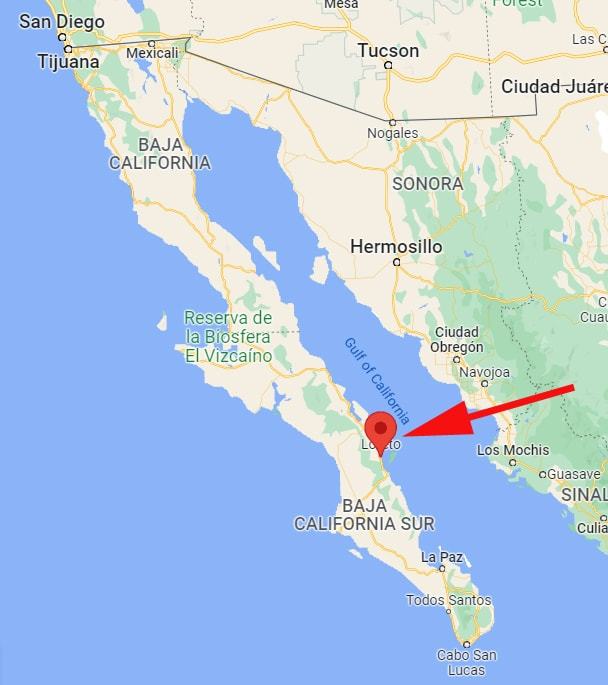 Mesa
Forest
San Diego
Las C
Tijuana
Mexicali
Tucson
Ciudad Juáre
Nogales
BAJA
CALIFORNIA
SONORA
Hermosillo
Reserva de
la Biosfera
El Vizcaíno
C
Cuau
Ciudad
Obregón
Gulf of California
Navojoa
Loreto
Los Mochis
Guasave
SINAL
BAJA
CALIFORNIA SUR
Culia
La Paz
Todos Santos
Cabo San
Lucas